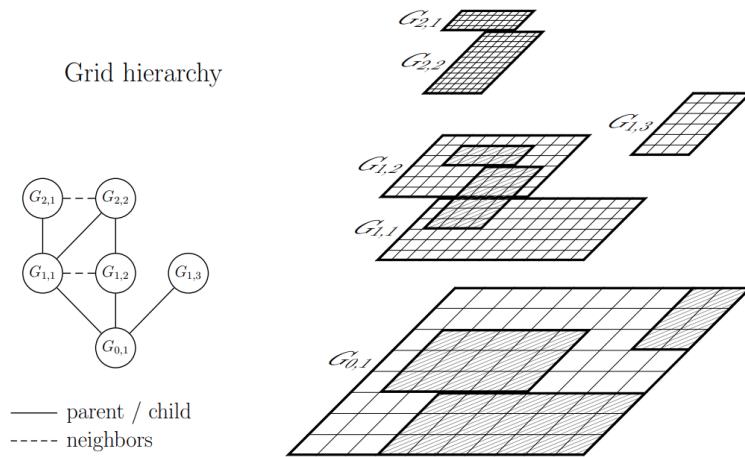 Grid hierarchy
G2,1
G2,2
G1,1
G1,2
G1,3
G0,1
parent / child
neighbors
G2,1
G2,2
G1,3
G1,2
G1,1
G0,1